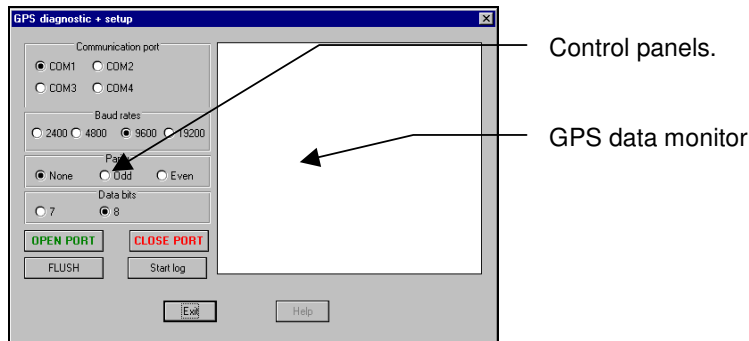 GPS diagnostic + setup
Communication port
COM1 COM2
COM3 COM4
Baud rates
2400 4800 9600 19200
None Odd Even
Data bits
7 8
OPEN PORT CLOSE PORT
FLUSH Start log
Exit Help
Control panels.
GPS data monitor